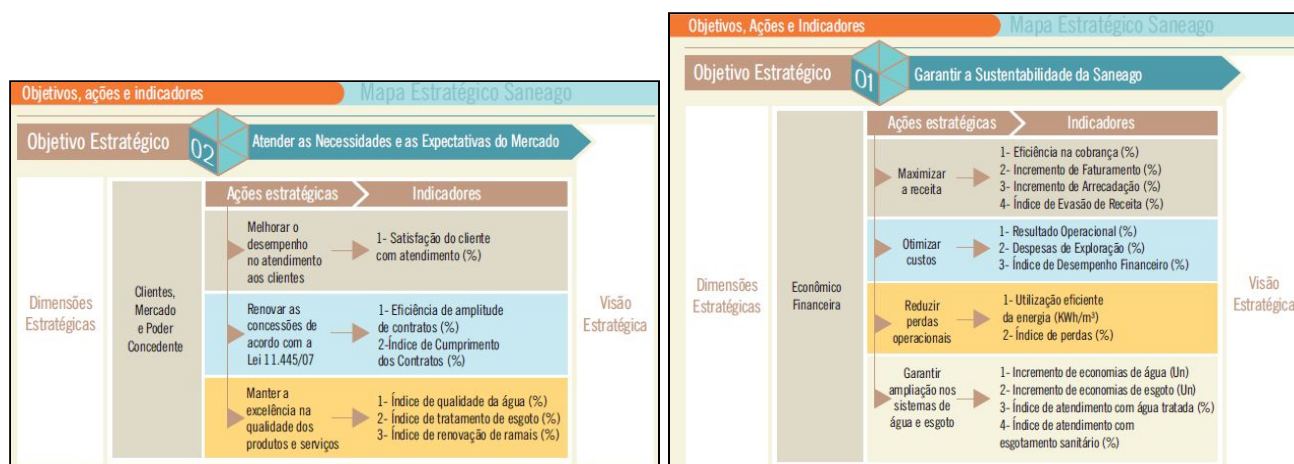 Objetivos, ações e indicadores
Mapa Estratégico Saneago
Objetivo Estratégico
02
Atender as Necessidades e as Expectativas do Mercado
Dimensões
Estratégicas
Clientes,
Mercado
e Poder
Concedente
Ações estratégicas
Indicadores
Melhorar o
desempenho
no atendimento
aos clientes
1- Satisfação do cliente
com atendimento (%)
Renovar as
concessões de
acordo com a
Lei 11.445/07
1- Eficiência de amplitude
de contratos (%)
2-Índice de Cumprimento
dos Contratos (%)
Manter a
excelência na
qualidade dos
produtos e serviços
1- Índice de qualidade da água (%)
2- Índice de tratamento de esgoto (%)
3- Índice de renovação de ramais (%)
Visão
Estratégica
Objetivos, Ações e Indicadores
Mapa Estratégico Saneago
Objetivo Estratégico
01
Garantir a Sustentabilidade da Saneago
Dimensões
Estratégicas
Econômico
Financeira
Ações estratégicas
Indicadores
Maximizar
a receita
1- Eficiência na cobrança (%)
2- Incremento de Faturamento (%)
3- Incremento de Arrecadação (%)
4- Índice de Evasão de Receita (%)
Otimizar
custos
1- Resultado Operacional (%)
2- Despesas de Exploração (%)
3- Índice de Desempenho Financeiro (%)
Reduzir
perdas
operacionais
1- Utilização eficiente
da energia (KWh/m³)
2- Índice de perdas (%)
Garantir
ampliação nos
sistemas de
água e esgoto
1- Incremento de economias de água (Un)
2- Incremento de economias de esgoto (Un)
3- Índice de atendimento com água tratada (%)
4- Índice de atendimento com
esgotamento sanitário (%)
Visão
Estratégica